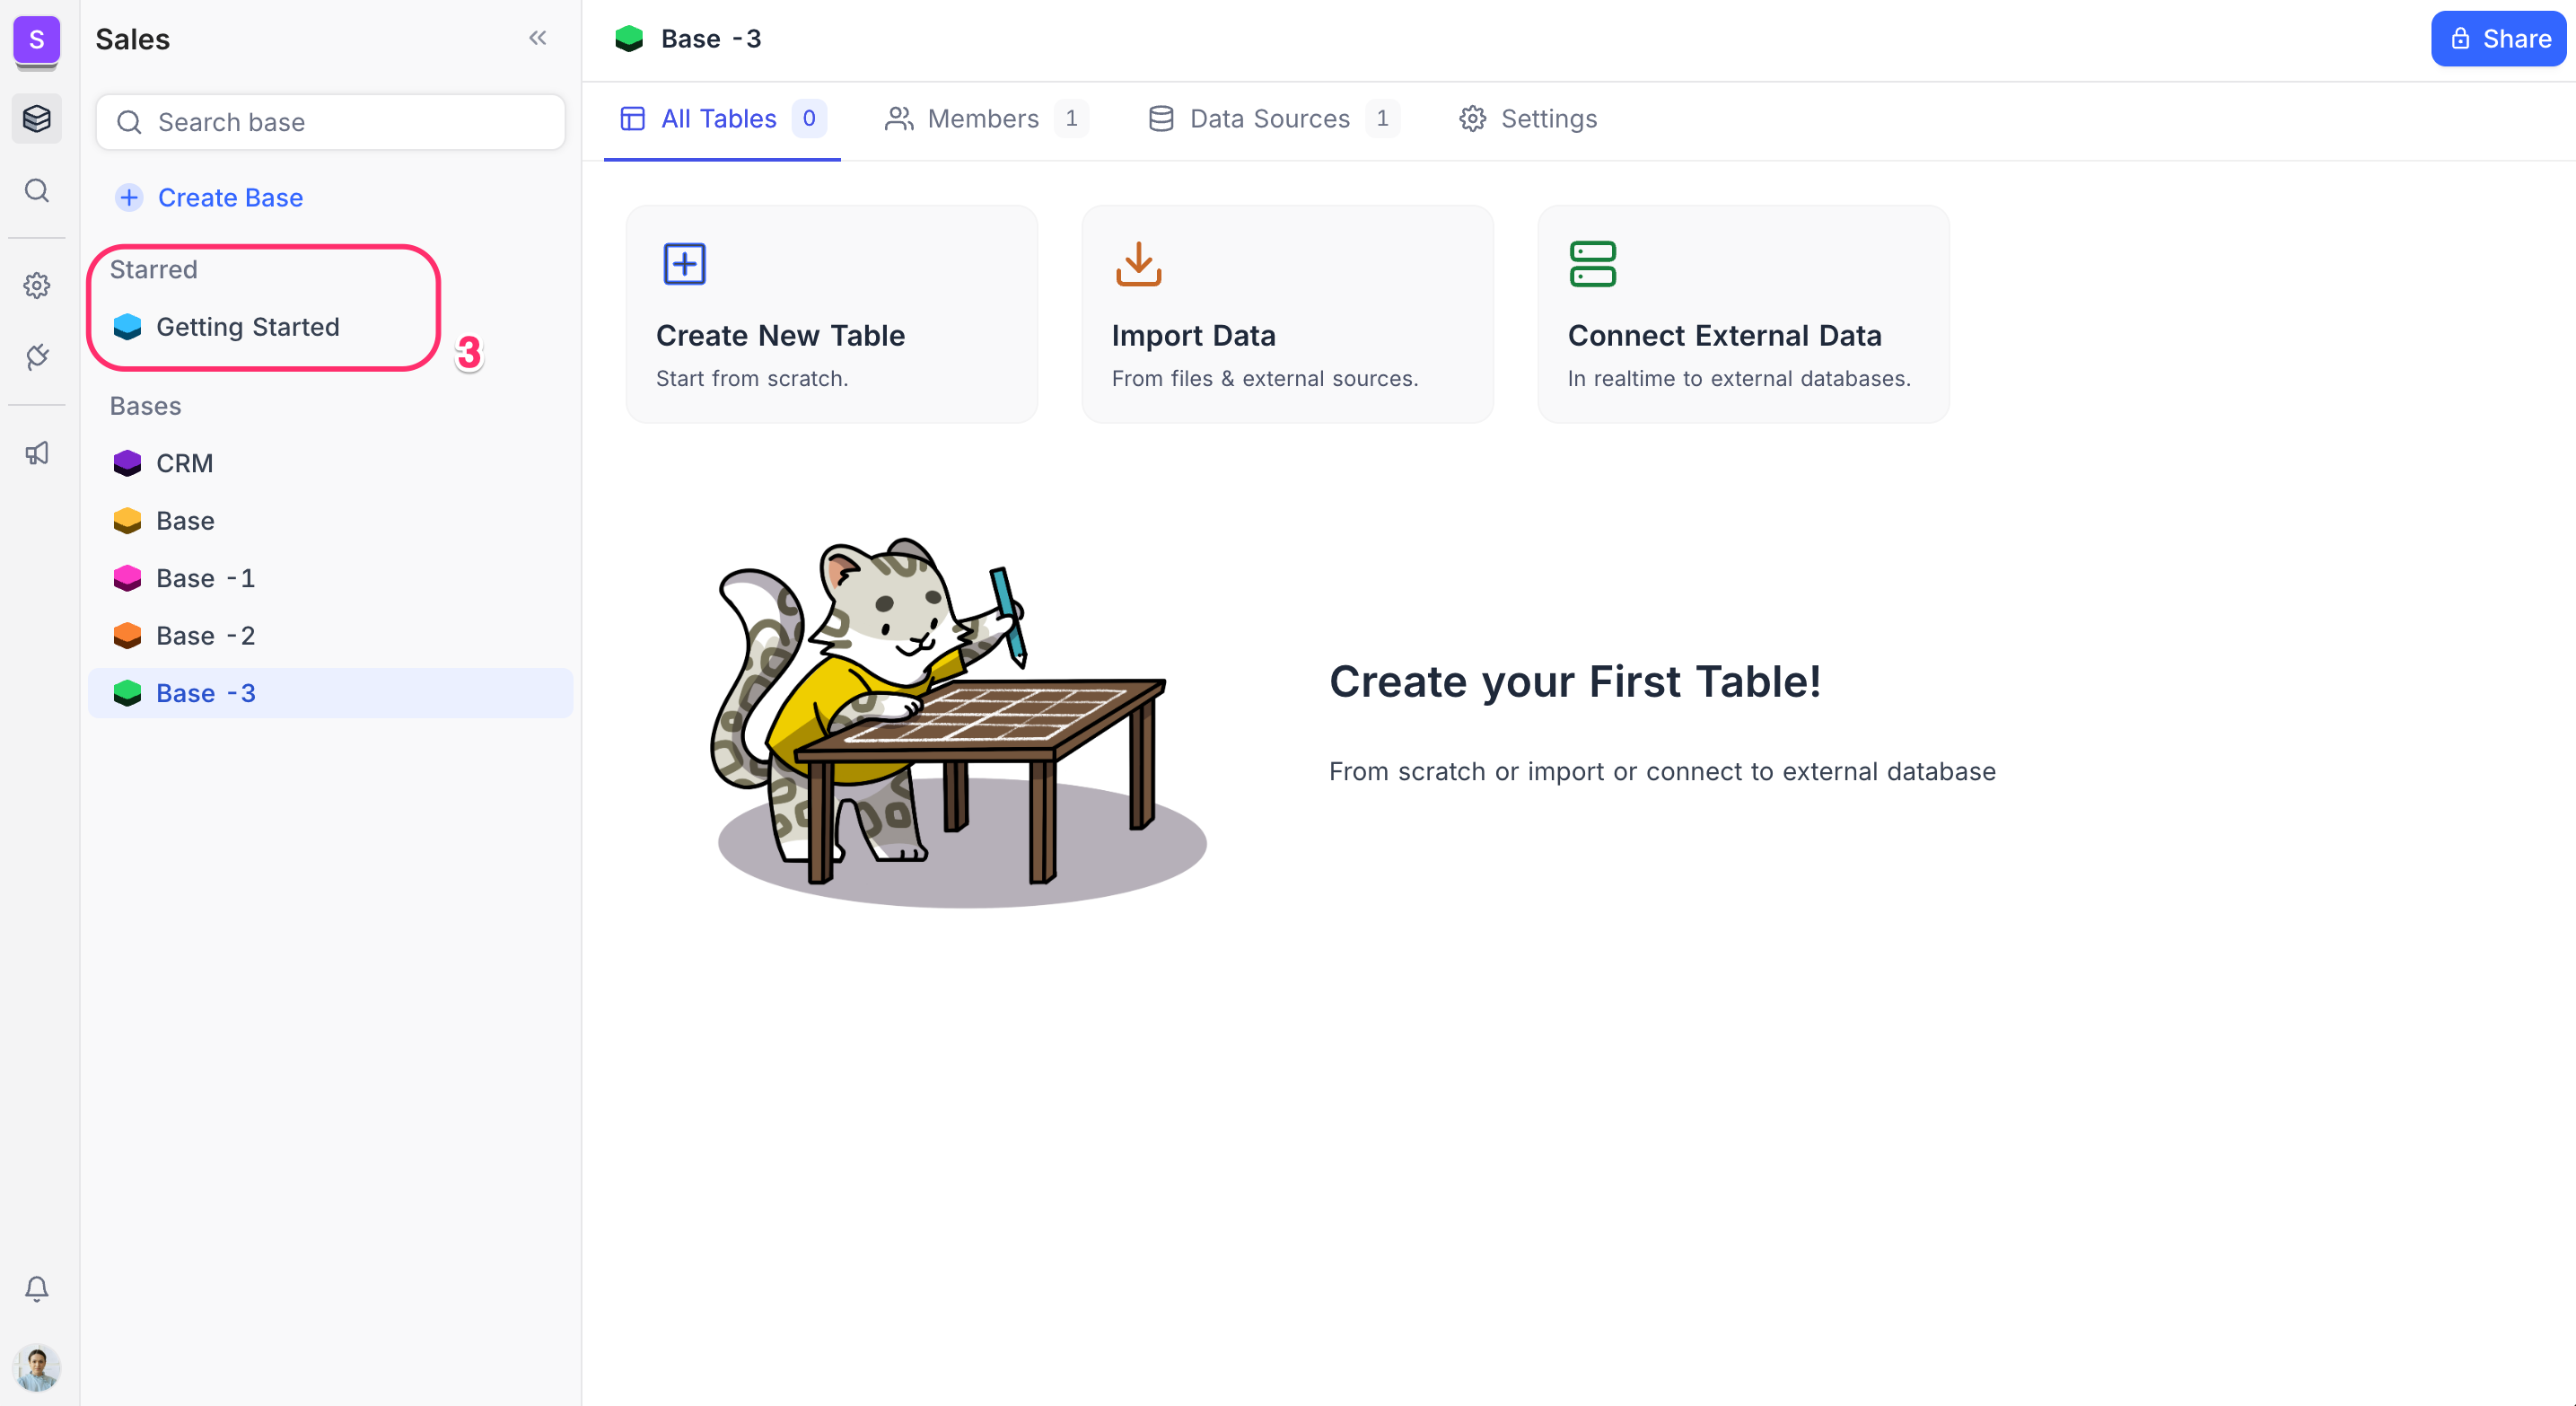 S
Sales
Search base
Create Base
Starred
Getting Started
3
Bases
CRM
Base
Base -1
Base -2
Base -3
Base -3
Share
All Tables 0
Members 1
Data Sources 1
Settings
Create New Table
Start from scratch.
Import Data
From files & external sources.
Connect External Data
In realtime to external databases.
Create your First Table!
From scratch or import or connect to external database